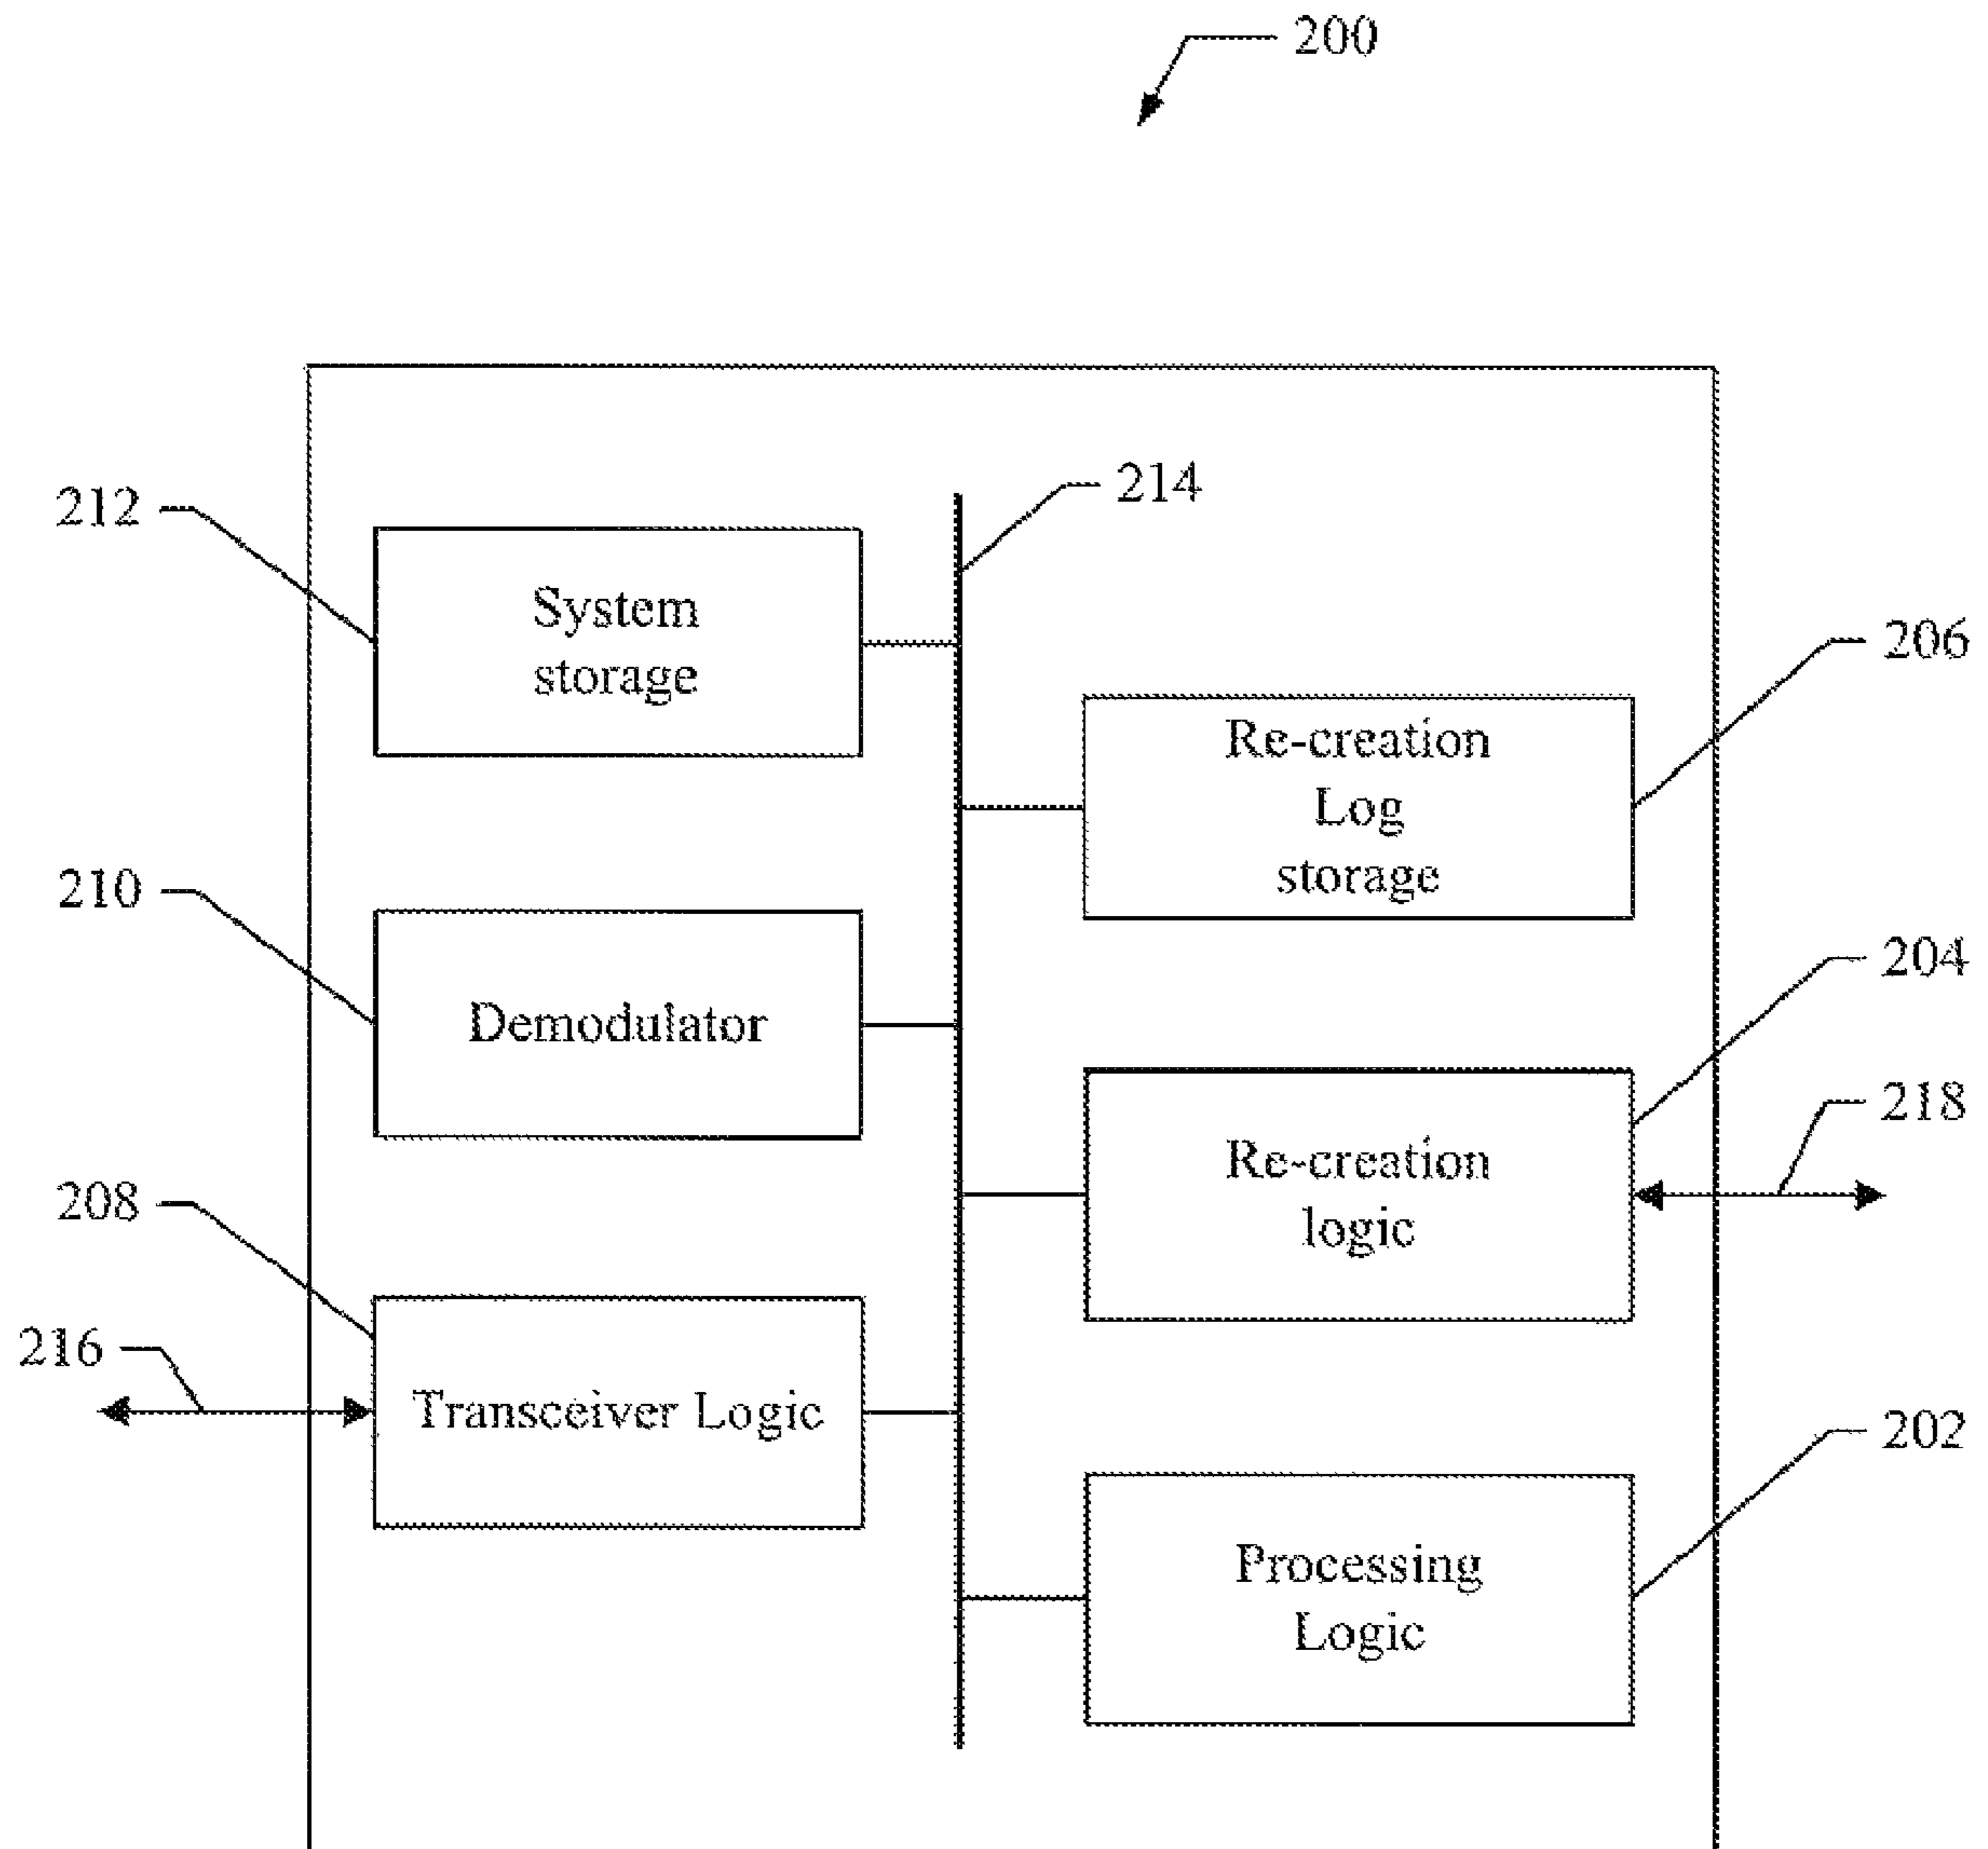 200
214
212
System
storage
206
Re-creation
Log
storage
210
Demodulator
204
218
Re-creation
logic
208
216
Transceiver Logic
202
Processing
Logic